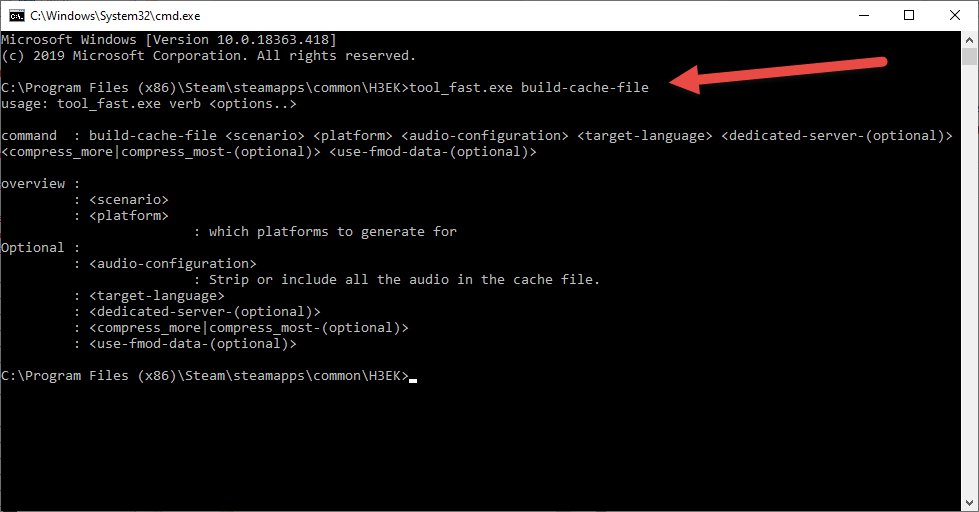 C:\Windows\System32\cmd.exe
Microsoft Windows [Version 10.0.18363.418]
(c) 2019 Microsoft Corporation. All rights reserved.
C:\Program Files (x86)\Steam\steamapps\common\H3EK>tool_fast.exe build-cache-file
usage: tool_fast.exe verb <options..>
command  : build-cache-file <scenario> <platform> <audio-configuration> <target-language> <dedicated-server-(optional)>
<compress_more|compress_most-(optional)> <use-fmod-data-(optional)>
overview :
: <scenario>
: <platform>
: which platforms to generate for
Optional :
: <audio-configuration>
: Strip or include all the audio in the cache file.
: <target-language>
: <dedicated-server-(optional)>
: <compress_more|compress_most-(optional)>
: <use-fmod-data-(optional)>
C:\Program Files (x86)\Steam\steamapps\common\H3EK>